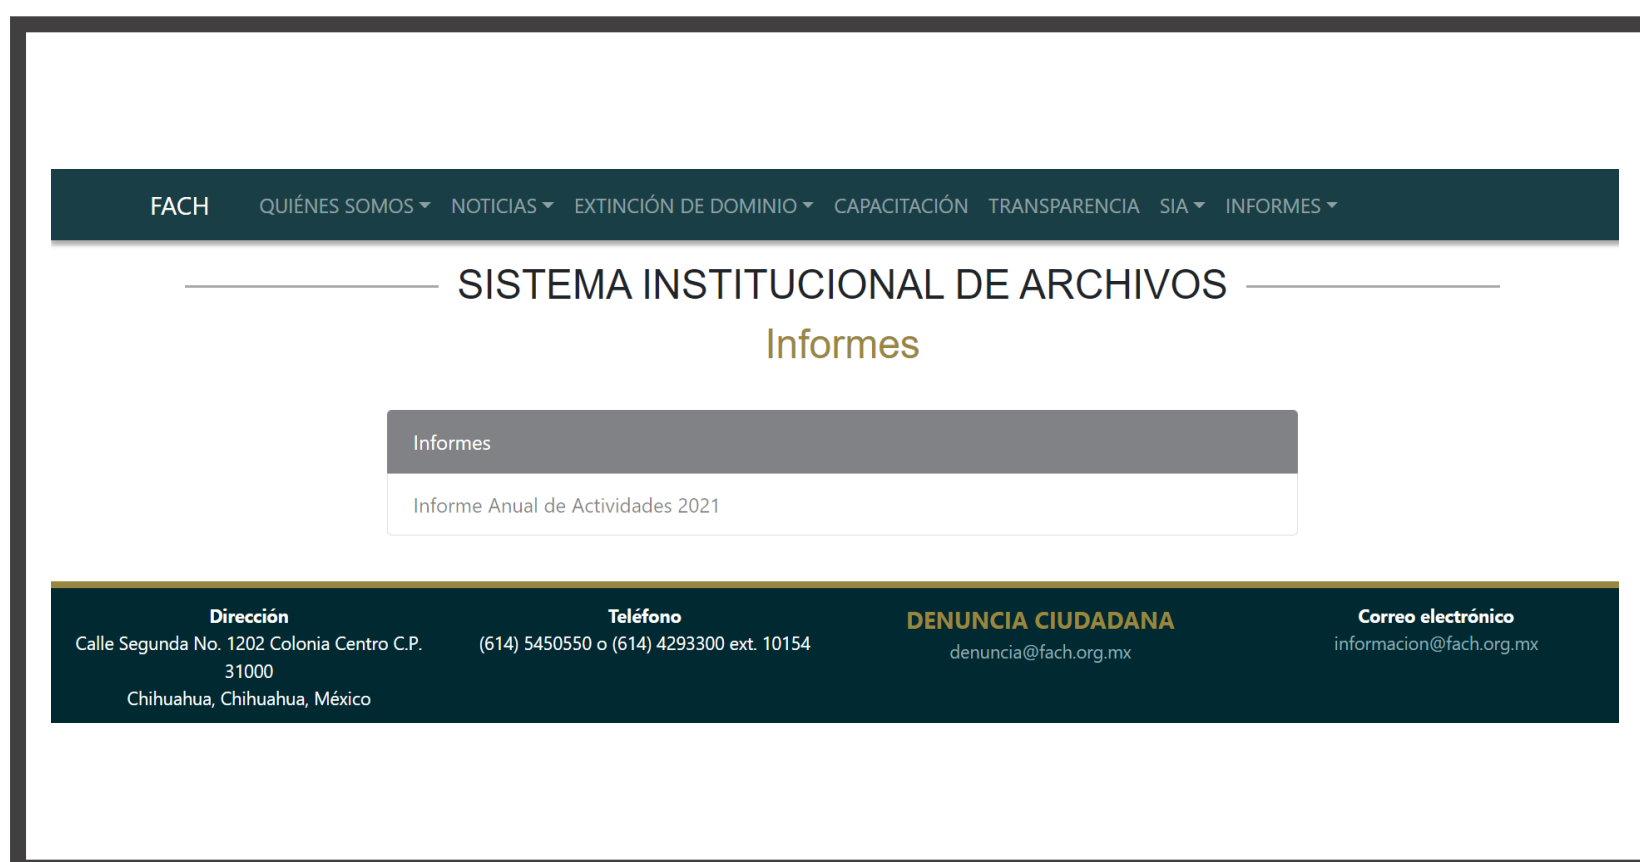 FACH QUIÉNES SOMOS NOTICIAS EXTINCIÓN DE DOMINIO CAPACITACIÓN TRANSPARENCIA SIA INFORMES
SISTEMA INSTITUCIONAL DE ARCHIVOS
Informes
Informes
Informe Anual de Actividades 2021
Dirección
Calle Segunda No. 1202 Colonia Centro C.P.
31000
Chihuahua, Chihuahua, México
Teléfono
(614) 5450550 o (614) 4293300 ext. 10154
DENUNCIA CIUDADANA
denuncia@fach.org.mx
Correo electrónico
informacion@fach.org.mx